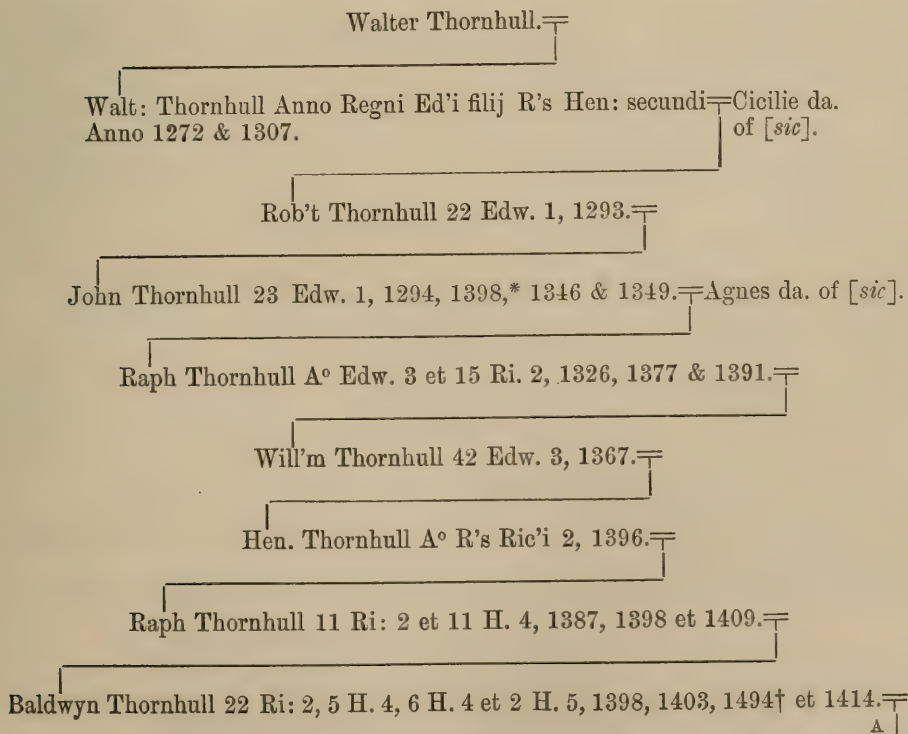 Walter Thornhull.
Walt: Thornhull Anno Regni Ed'i filij R's Hen: secundi Cicilie da.
Anno 1272 & 1307. of [sic].
Rob't Thornhull 22 Edw. 1, 1293.
John Thornhull 23 Edw. 1, 1294, 1398,* 1346 & 1349. Agnes da. of [sic].
Raph Thornhull Aº Edw. 3 et 15 Ri. 2, 1326, 1377 & 1391.
Will'm Thornhull 42 Edw. 3, 1367.
Hen. Thornhull Aº R's Ric'i 2, 1396.
Raph Thornhull 11 Ri: 2 et 11 H. 4, 1387, 1398 et 1409.
Baldwyn Thornhull 22 Ri: 2, 5 H. 4, 6 H. 4 et 2 H. 5, 1398, 1403, 1494† et 1414.
A